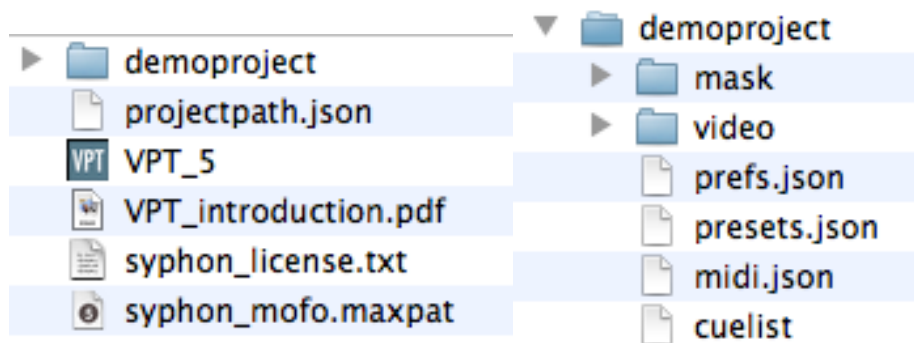 demoproject
projectpath.json
VPT VPT_5
VPT_introduction.pdf
syphon_license.txt
syphon_mofo.maxpat
demoproject
mask
video
prefs.json
presets.json
midi.json
cuelist